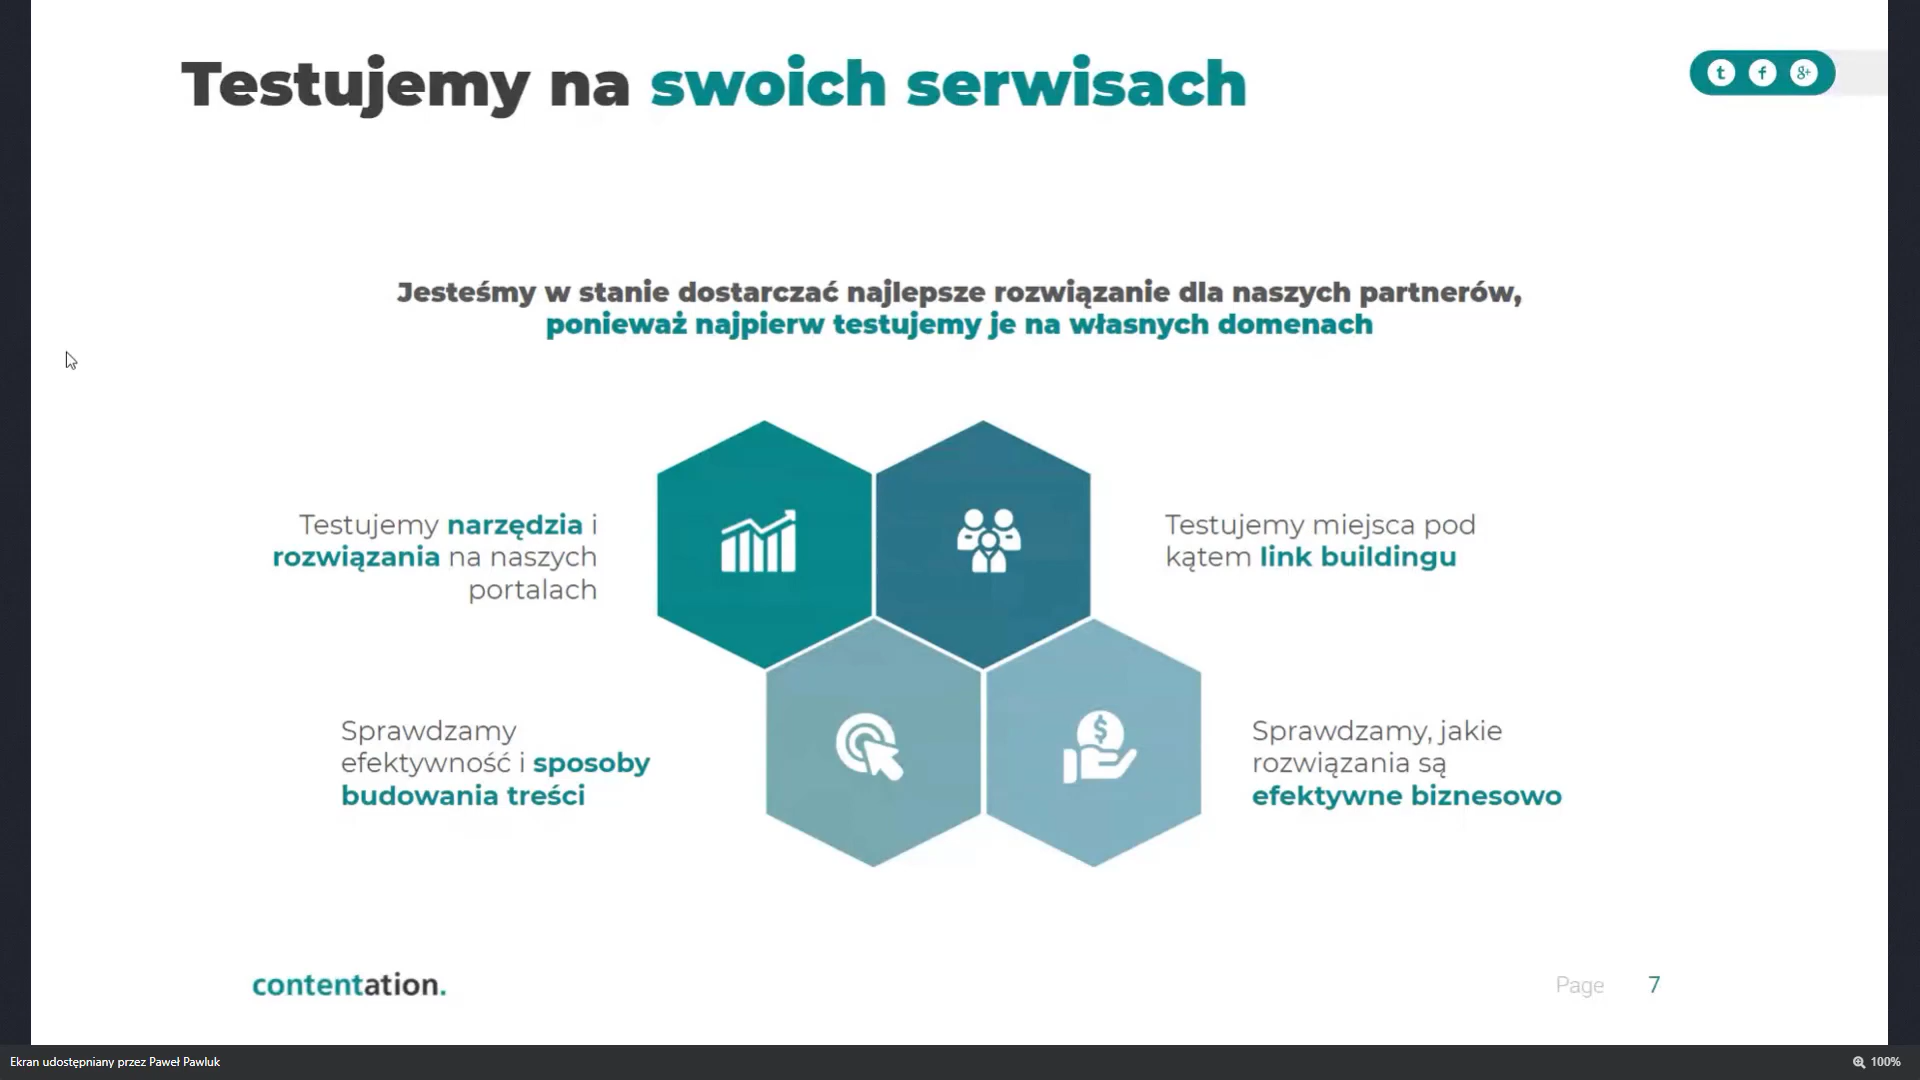 Testujemy na swoich serwisach
Jesteśmy w stanie dostarczać najlepsze rozwiązanie dla naszych partnerów,
ponieważ najpierw testujemy je na własnych domenach
Testujemy narzędzia i
rozwiązania na naszych
portalach
Testujemy miejsca pod
kątem link buildingu
Sprawdzamy
efektywność i sposoby
budowania treści
Sprawdzamy, jakie
rozwiązania są
efektywne biznesowo
contentation.
Page 7
Ekran udostępniany przez Paweł Pawluk
100%